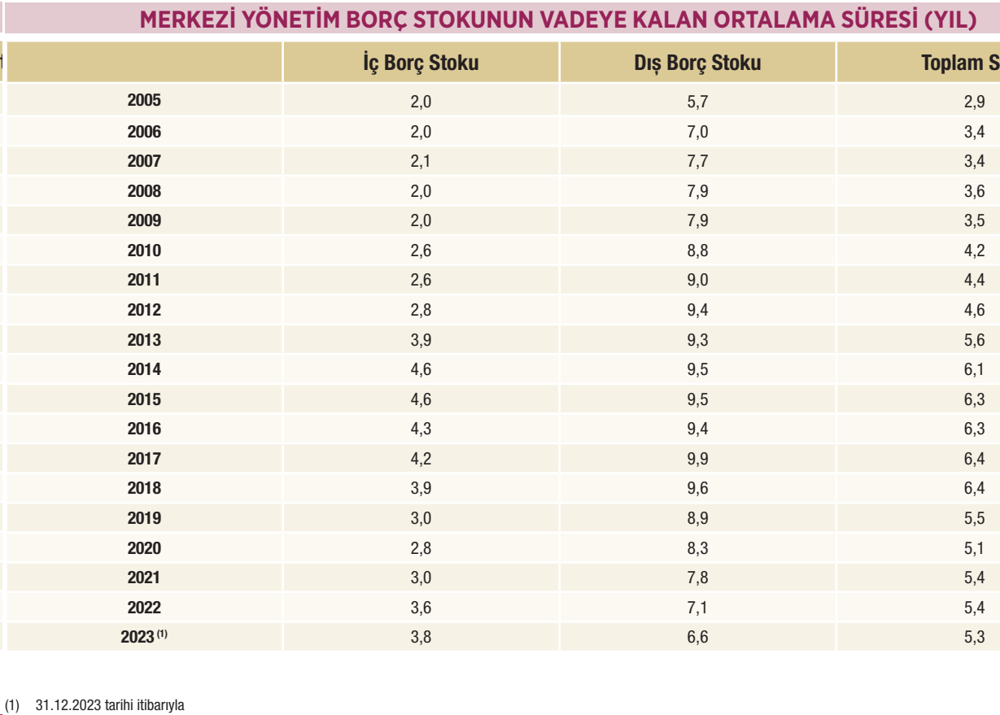 MERKEZİ YÖNETİM BORÇ STOKUNUN VADEYE KALAN ORTALAMA SÜRESİ (YIL)
İç Borç Stoku Dış Borç Stoku Toplam S
2005 2,0 5,7 2,9
2006 2,0 7,0 3,4
2007 2,1 7,7 3,4
2008 2,0 7,9 3,6
2009 2,0 7,9 3,5
2010 2,6 8,8 4,2
2011 2,6 9,0 4,4
2012 2,8 9,4 4,6
2013 3,9 9,3 5,6
2014 4,6 9,5 6,1
2015 4,6 9,5 6,3
2016 4,3 9,4 6,3
2017 4,2 9,9 6,4
2018 3,9 9,6 6,4
2019 3,0 8,9 5,5
2020 2,8 8,3 5,1
2021 3,0 7,8 5,4
2022 3,6 7,1 5,4
2023 (1) 3,8 6,6 5,3
(1) 31.12.2023 tarihi itibarıyla